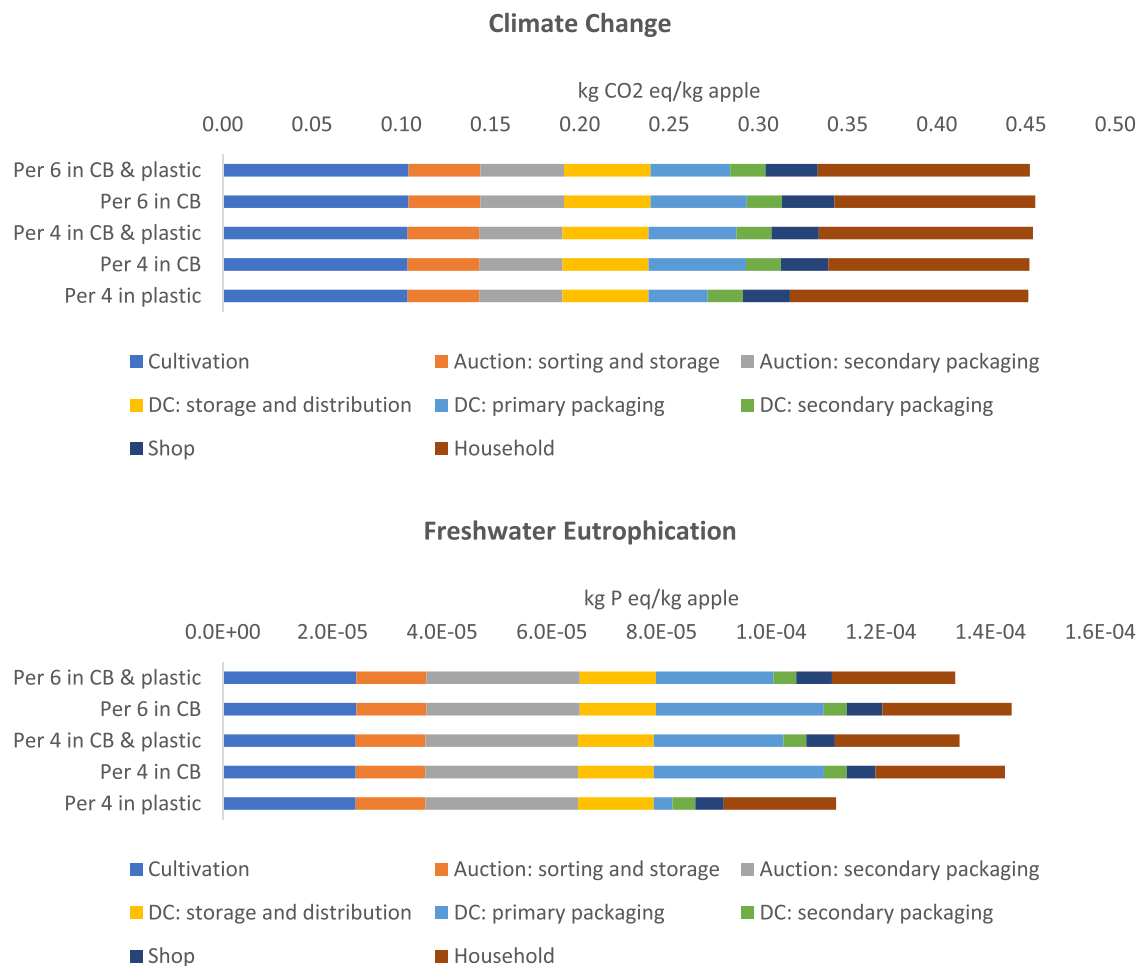 Climate Change
kg CO2 eq/kg apple
0.00 0.05 0.10 0.15 0.20 0.25 0.30 0.35 0.40 0.45 0.50
Per 6 in CB & plastic
Per 6 in CB
Per 4 in CB & plastic
Per 4 in CB
Per 4 in plastic
Cultivation Auction: sorting and storage Auction: secondary packaging
DC: storage and distribution DC: primary packaging DC: secondary packaging
Shop Household
Freshwater Eutrophication
kg P eq/kg apple
0.0E+00 2.0E-05 4.0E-05 6.0E-05 8.0E-05 1.0E-04 1.2E-04 1.4E-04 1.6E-04
Per 6 in CB & plastic
Per 6 in CB
Per 4 in CB & plastic
Per 4 in CB
Per 4 in plastic
Cultivation Auction: sorting and storage Auction: secondary packaging
DC: storage and distribution DC: primary packaging DC: secondary packaging
Shop Household